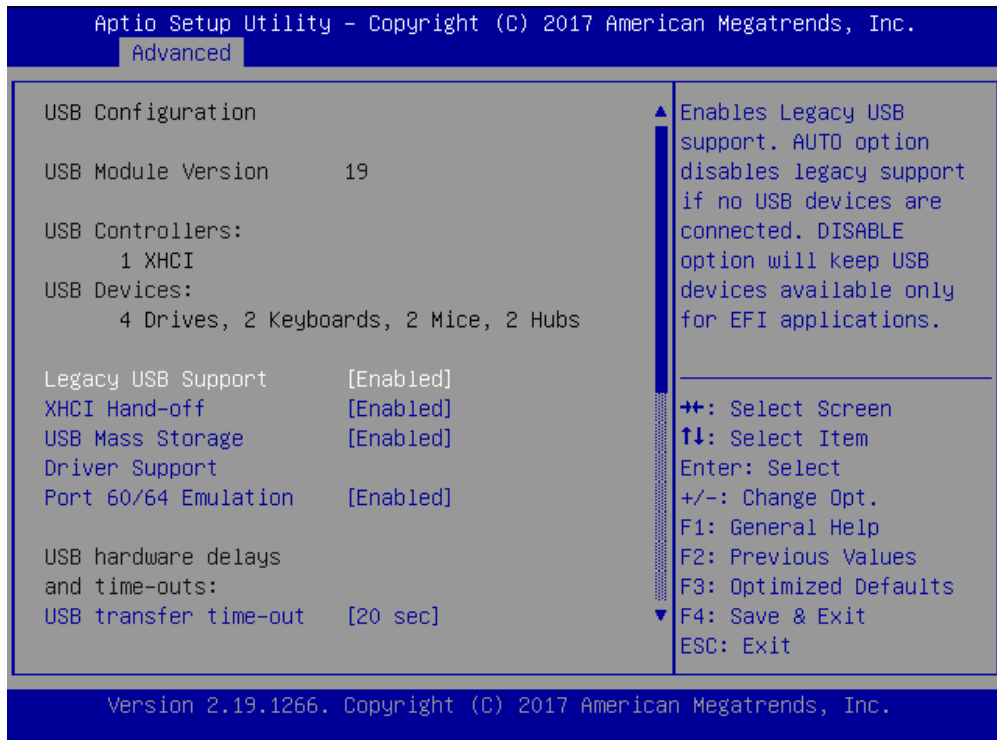 Aptio Setup Utility – Copyright (C) 2017 American Megatrends, Inc.
Advanced
USB Configuration
USB Module Version 19
USB Controllers:
1 XHCI
USB Devices:
4 Drives, 2 Keyboards, 2 Mice, 2 Hubs
Legacy USB Support [Enabled]
XHCI Hand-off [Enabled]
USB Mass Storage [Enabled]
Driver Support
Port 60/64 Emulation [Enabled]
USB hardware delays
and time-outs:
USB transfer time-out [20 sec]
Enables Legacy USB
support. AUTO option
disables legacy support
if no USB devices are
connected. DISABLE
option will keep USB
devices available only
for EFI applications.
→←: Select Screen
↑↓: Select Item
Enter: Select
+/-: Change Opt.
F1: General Help
F2: Previous Values
F3: Optimized Defaults
F4: Save & Exit
ESC: Exit
Version 2.19.1266. Copyright (C) 2017 American Megatrends, Inc.